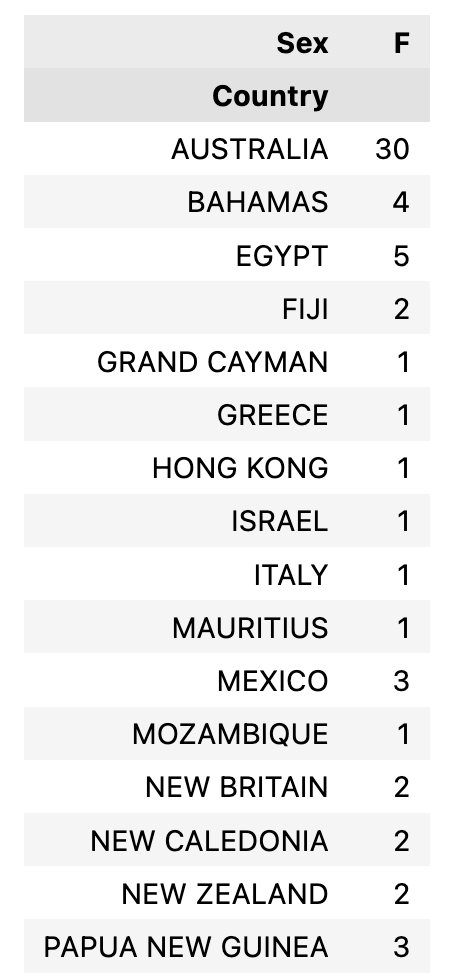 Sex F
Country
AUSTRALIA 30
BAHAMAS 4
EGYPT 5
FIJI 2
GRAND CAYMAN 1
GREECE 1
HONG KONG 1
ISRAEL 1
ITALY 1
MAURITIUS 1
MEXICO 3
MOZAMBIQUE 1
NEW BRITAIN 2
NEW CALEDONIA 2
NEW ZEALAND 2
PAPUA NEW GUINEA 3